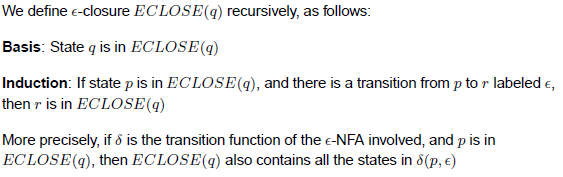 We define ϵ-closure ECLOSE(q) recursively, as follows:
Basis: State q is in ECLOSE(q)
Induction: If state p is in ECLOSE(q), and there is a transition from p to r labeled ϵ,
then r is in ECLOSE(q)
More precisely, if δ is the transition function of the ϵ-NFA involved, and p is in
ECLOSE(q), then ECLOSE(q) also contains all the states in δ(p, ϵ)